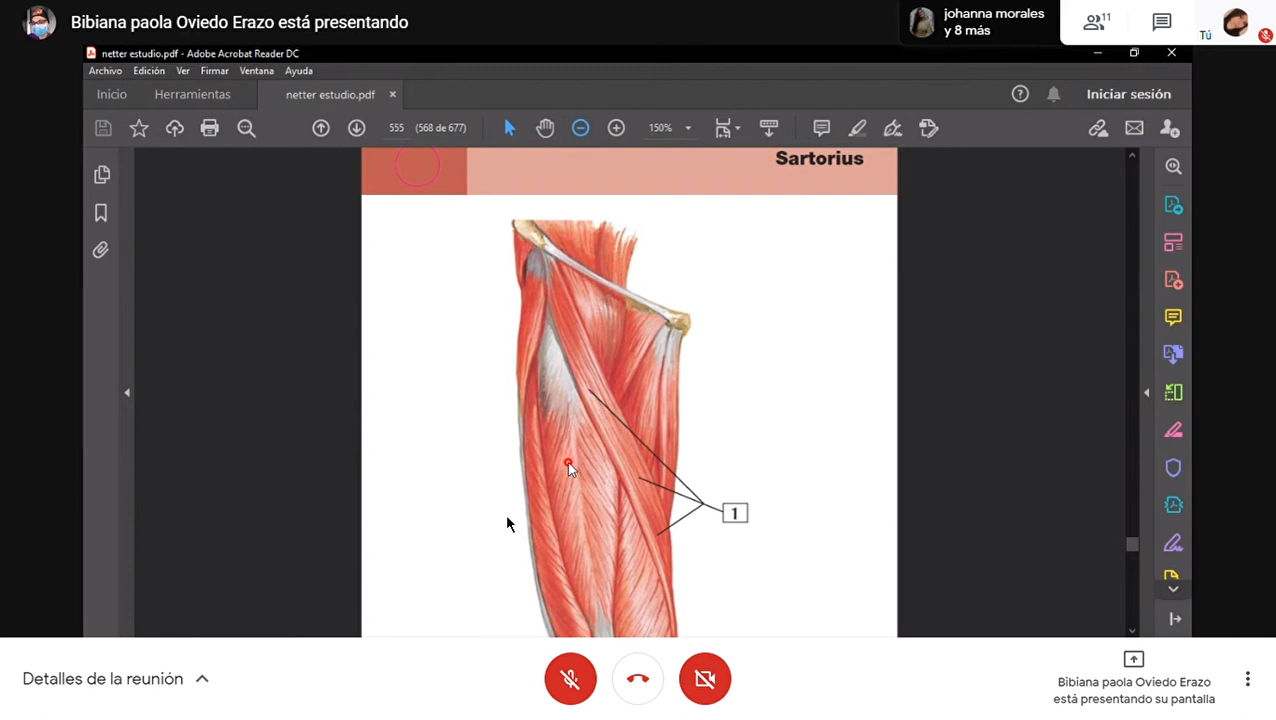 Bibiana paola Oviedo Erazo está presentando
johanna morales
y 8 más
11
Tú
netter estudio.pdf - Adobe Acrobat Reader DC
Archivo Edición Ver Firmar Ventana Ayuda
Inicio Herramientas netter estudio.pdf × Iniciar sesión
555 (568 de 677) 150%
Sartorius
1
Detalles de la reunión
Bibiana paola Oviedo Erazo
está presentando su pantalla